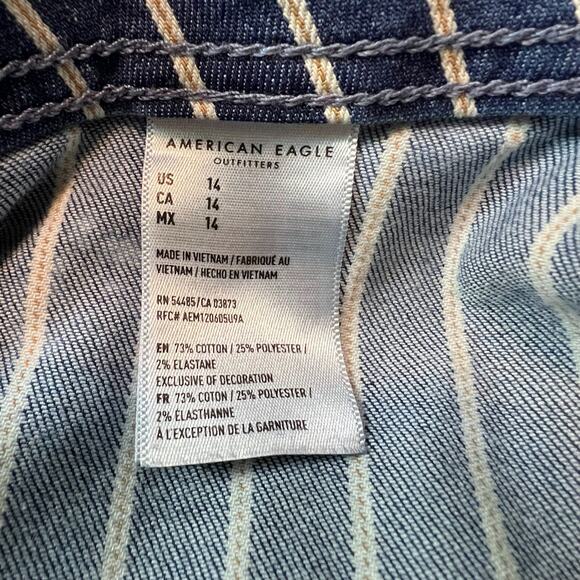 AMERICAN EAGLE
OUTFITTERS
US 14
CA 14
MX 14
MADE IN VIETNAM / FABRIQUÉ AU
VIETNAM / HECHO EN VIETNAM
RN 54485/CA 03873
RFC# AEM120605U9A
EN 73% COTTON / 25% POLYESTER /
2% ELASTANE
EXCLUSIVE OF DECORATION
FR 73% COTON / 25% POLYESTER /
2% ÉLASTHANNE
À L'EXCEPTION DE LA GARNITURE